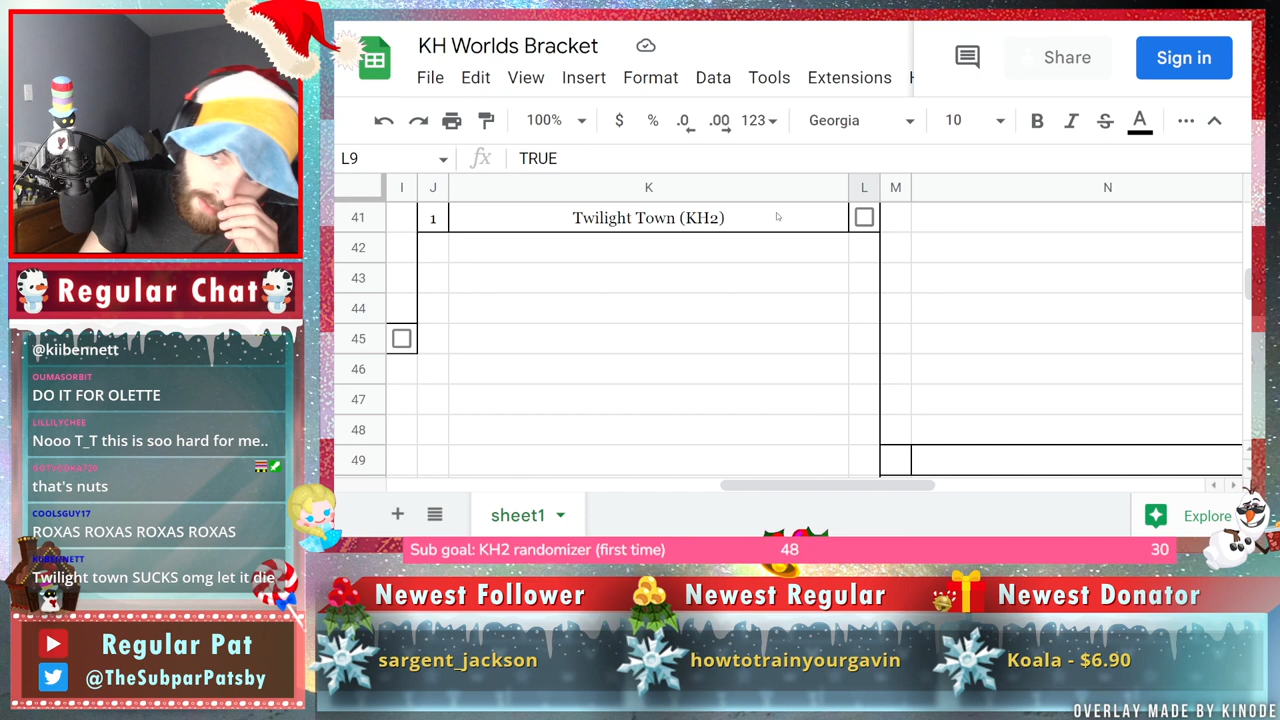 KH Worlds Bracket
File Edit View Insert Format Data Tools Extensions
Share
Sign in
100% $ % .0 .00 123 Georgia 10 B I S A
L9 fx TRUE
I J K L M N
41 1 Twilight Town (KH2)
42
43
44
45
46
47
48
49
sheet1
Explore
Regular Chat
@kiibennett
OUMASORBIT
DO IT FOR OLETTE
LILLILYCHEE
Nooo T_T this is soo hard for me..
GOTVODKA720
that's nuts
COOLSGUY17
ROXAS ROXAS ROXAS ROXAS
KIIBENNETT
Twilight town SUCKS omg let it die
Regular Pat
@TheSubparPatsby
Sub goal: KH2 randomizer (first time) 48 30
Newest Follower
sargent_jackson
Newest Regular
howtotrainyourgavin
Newest Donator
Koala - $6.90
OVERLAY MADE BY KINODE